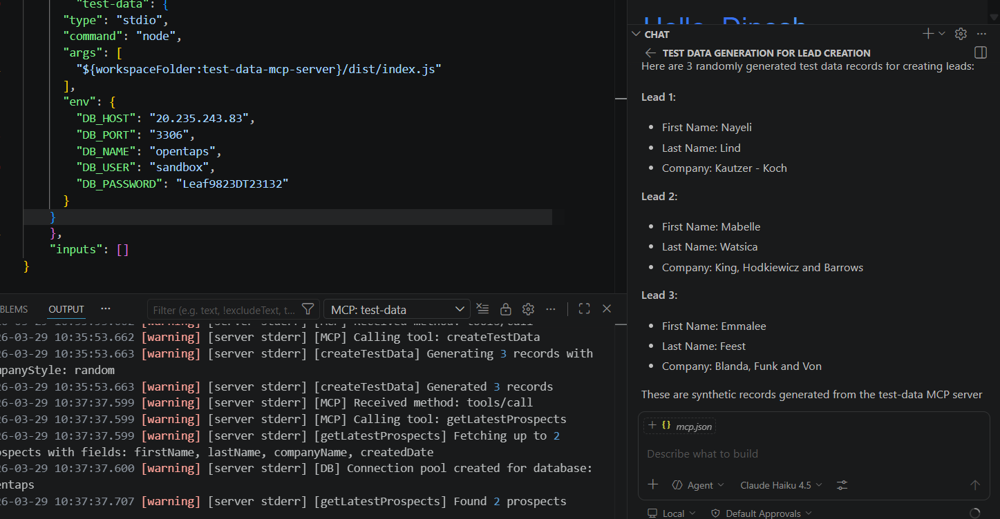 "test-data": {
"type": "stdio",
"command": "node",
"args": [
"${workspaceFolder:test-data-mcp-server}/dist/index.js"
],
"env": {
"DB_HOST": "20.235.243.83",
"DB_PORT": "3306",
"DB_NAME": "opentaps",
"DB_USER": "sandbox",
"DB_PASSWORD": "Leaf9823DT23132"
}
}
},
"inputs": []
}
BLEMS OUTPUT ··· Filter (e.g. text, !excludeText, t... MCP: test-data
[warning] [server stderr] [MCP] Received method: tools/call
6-03-29 10:35:53.662 [warning] [server stderr] [MCP] Calling tool: createTestData
6-03-29 10:35:53.663 [warning] [server stderr] [createTestData] Generating 3 records with
mpanyStyle: random
6-03-29 10:35:53.663 [warning] [server stderr] [createTestData] Generated 3 records
6-03-29 10:37:37.599 [warning] [server stderr] [MCP] Received method: tools/call
6-03-29 10:37:37.599 [warning] [server stderr] [MCP] Calling tool: getLatestProspects
6-03-29 10:37:37.599 [warning] [server stderr] [getLatestProspects] Fetching up to 2
ospects with fields: firstName, lastName, companyName, createdDate
6-03-29 10:37:37.600 [warning] [server stderr] [DB] Connection pool created for database:
entaps
6-03-29 10:37:37.707 [warning] [server stderr] [getLatestProspects] Found 2 prospects
CHAT
TEST DATA GENERATION FOR LEAD CREATION
Here are 3 randomly generated test data records for creating leads:
Lead 1:
• First Name: Nayeli
• Last Name: Lind
• Company: Kautzer - Koch
Lead 2:
• First Name: Mabelle
• Last Name: Watsica
• Company: King, Hodkiewicz and Barrows
Lead 3:
• First Name: Emmalee
• Last Name: Feest
• Company: Blanda, Funk and Von
These are synthetic records generated from the test-data MCP server
+ {} mcp.json
Describe what to build
Agent Claude Haiku 4.5
Local Default Approvals